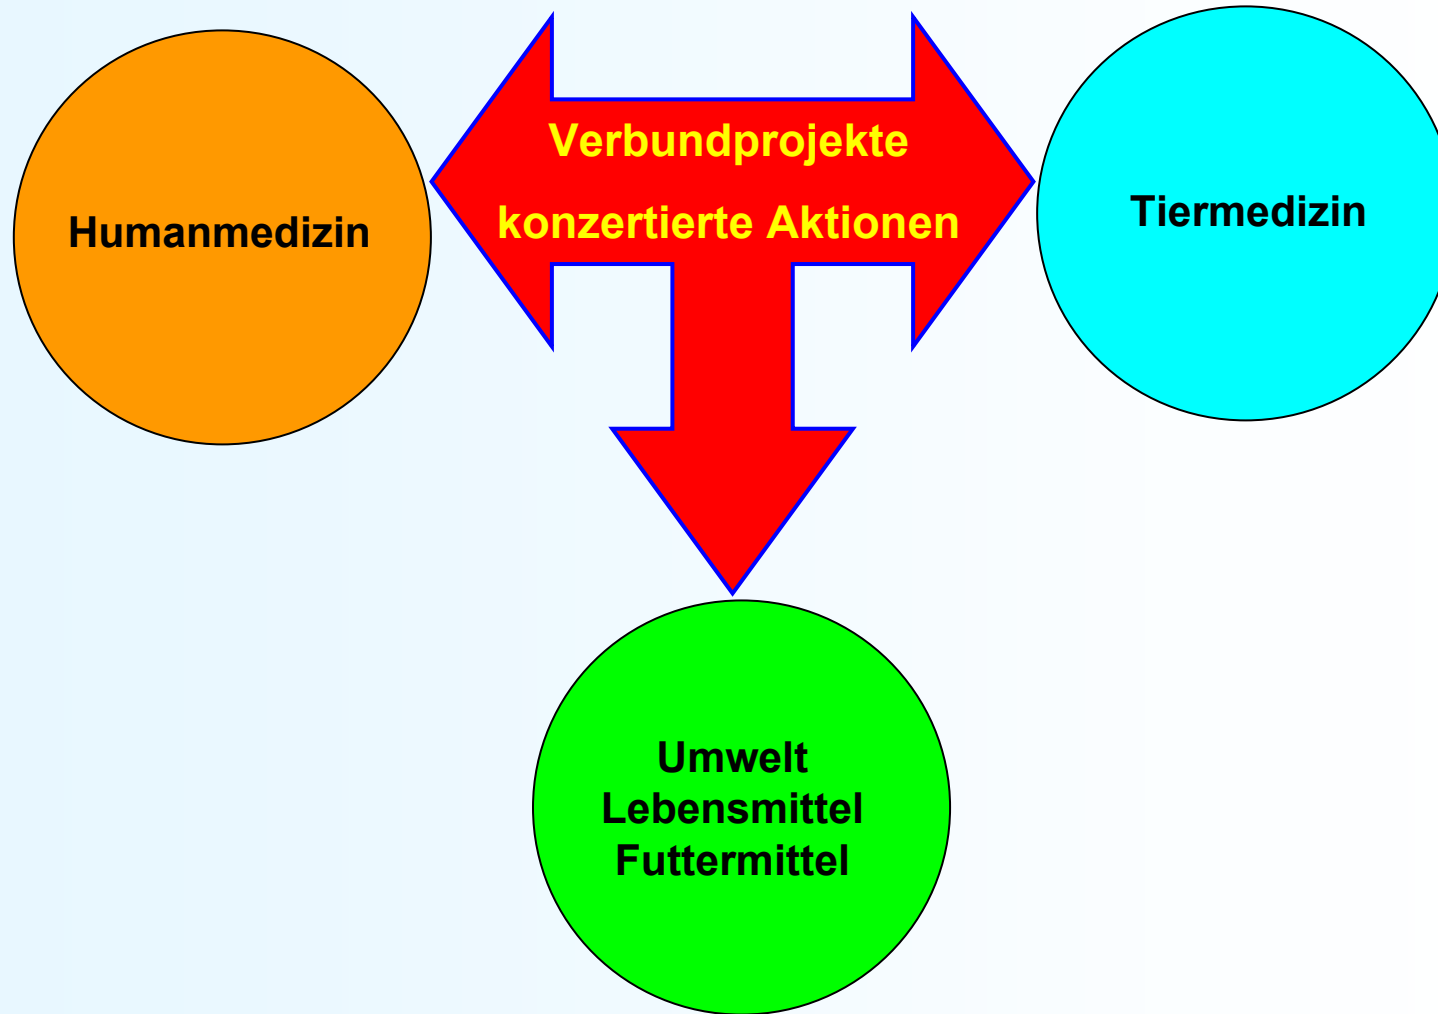 Verbundprojekte
konzertierte Aktionen
Humanmedizin
Tiermedizin
Umwelt
Lebensmittel
Futtermittel